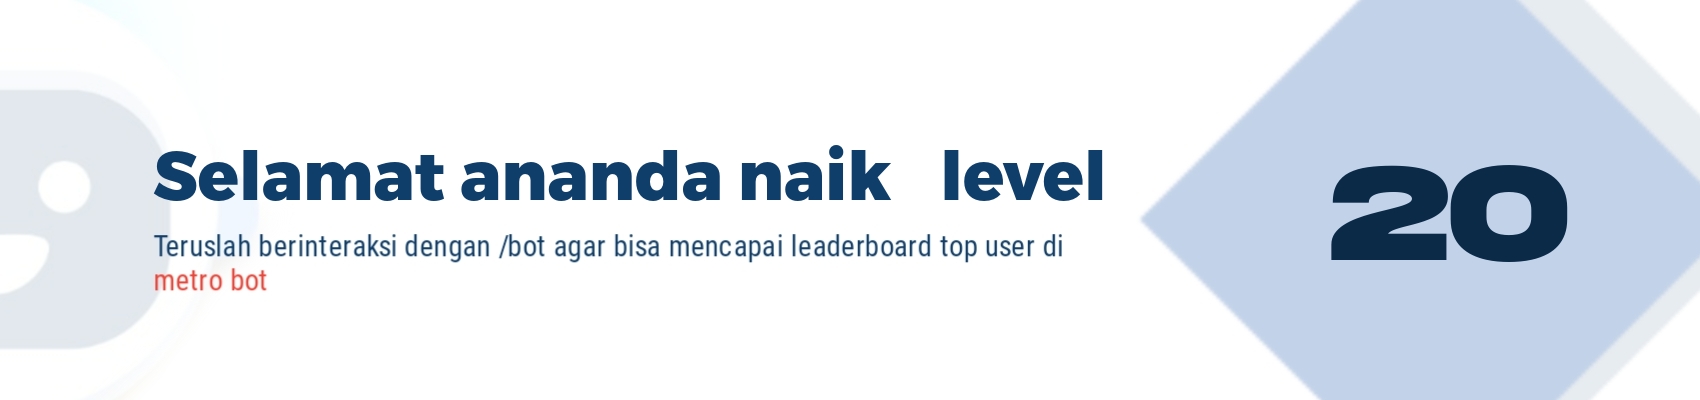 Selamat ananda naik level
20
Teruslah berinteraksi dengan /bot agar bisa mencapai leaderboard top user di
metro bot